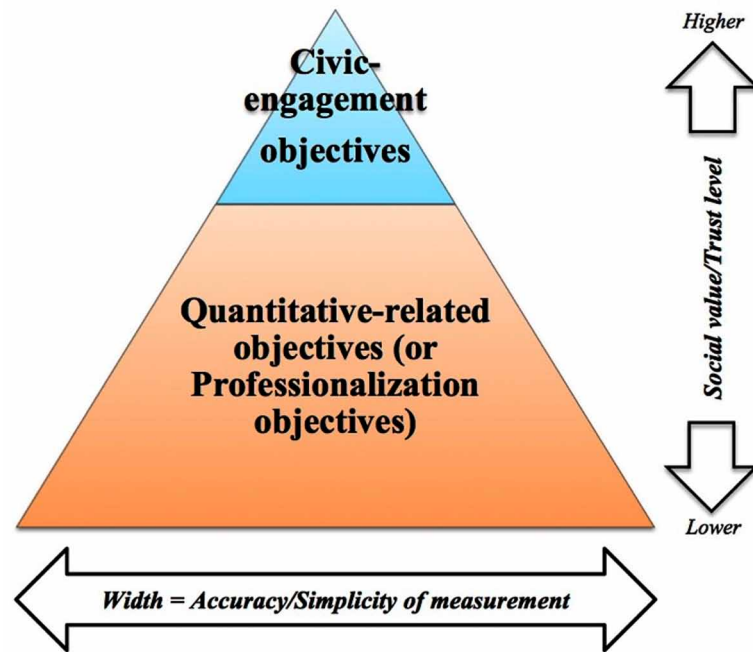 Higher
Civic-
engagement
objectives
Social value/Trust level
Quantitative-related
objectives (or
Professionalization
objectives)
Lower
Width = Accuracy/Simplicity of measurement